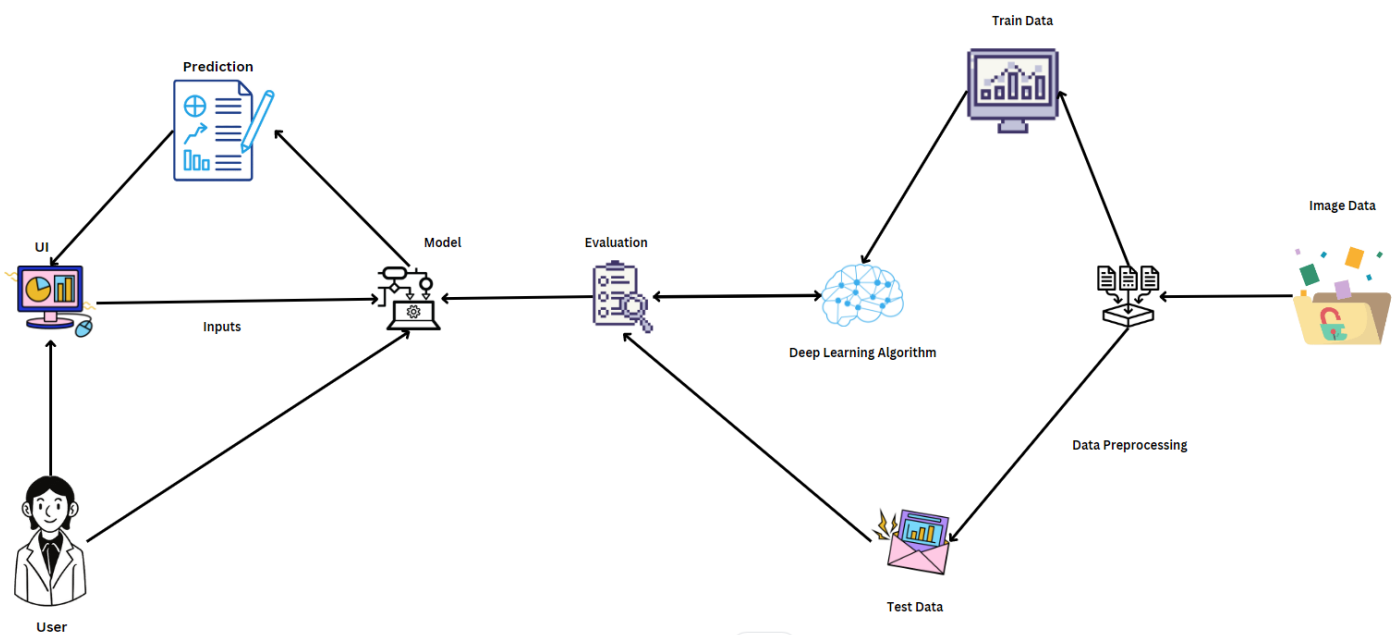 Train Data
Prediction
Image Data
UI
Model
Evaluation
Inputs
Deep Learning Algorithm
Data Preprocessing
Test Data
User